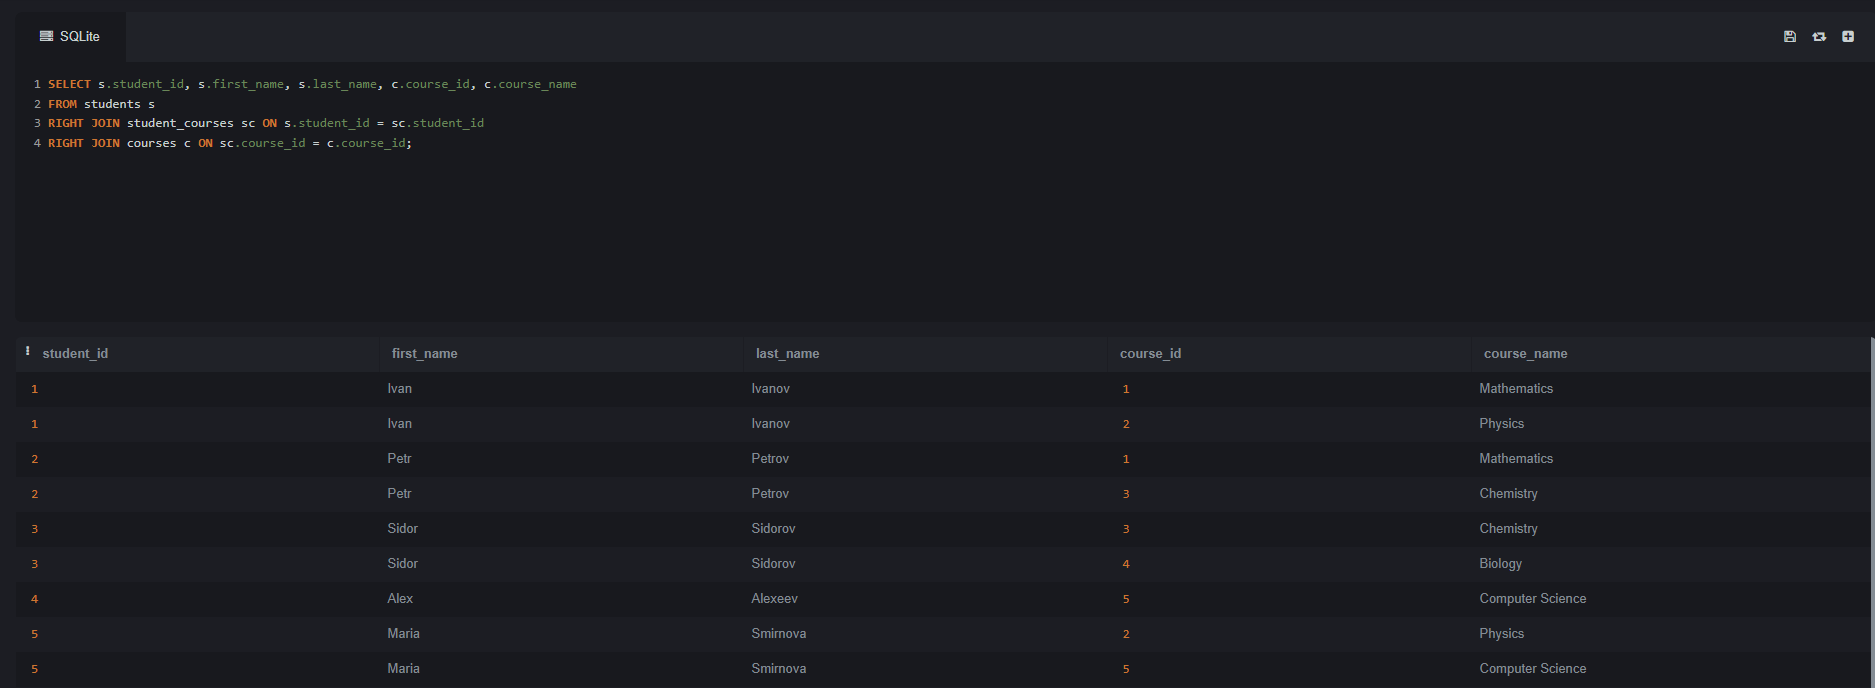 SQLite
1 SELECT s.student_id, s.first_name, s.last_name, c.course_id, c.course_name
2 FROM students s
3 RIGHT JOIN student_courses sc ON s.student_id = sc.student_id
4 RIGHT JOIN courses c ON sc.course_id = c.course_id;
student_id first_name last_name course_id course_name
1 Ivan Ivanov 1 Mathematics
1 Ivan Ivanov 2 Physics
2 Petr Petrov 1 Mathematics
2 Petr Petrov 3 Chemistry
3 Sidor Sidorov 3 Chemistry
3 Sidor Sidorov 4 Biology
4 Alex Alexeev 5 Computer Science
5 Maria Smirnova 2 Physics
5 Maria Smirnova 5 Computer Science